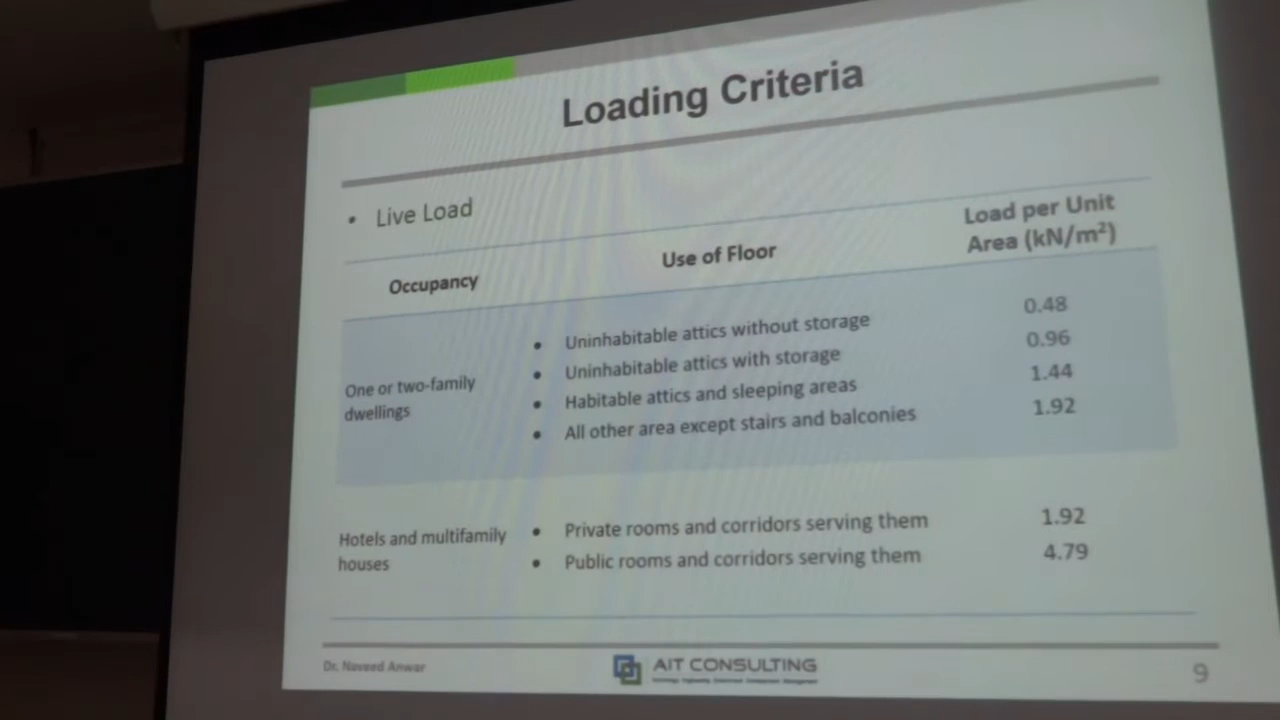 Loading Criteria
• Live Load
Occupancy
Use of Floor
Load per Unit
Area (kN/m²)
One or two-family
dwellings
• Uninhabitable attics without storage 0.48
• Uninhabitable attics with storage 0.96
• Habitable attics and sleeping areas 1.44
• All other area except stairs and balconies 1.92
Hotels and multifamily
houses
• Private rooms and corridors serving them 1.92
• Public rooms and corridors serving them 4.79
Dr. Naveed Anwar
AIT CONSULTING
9